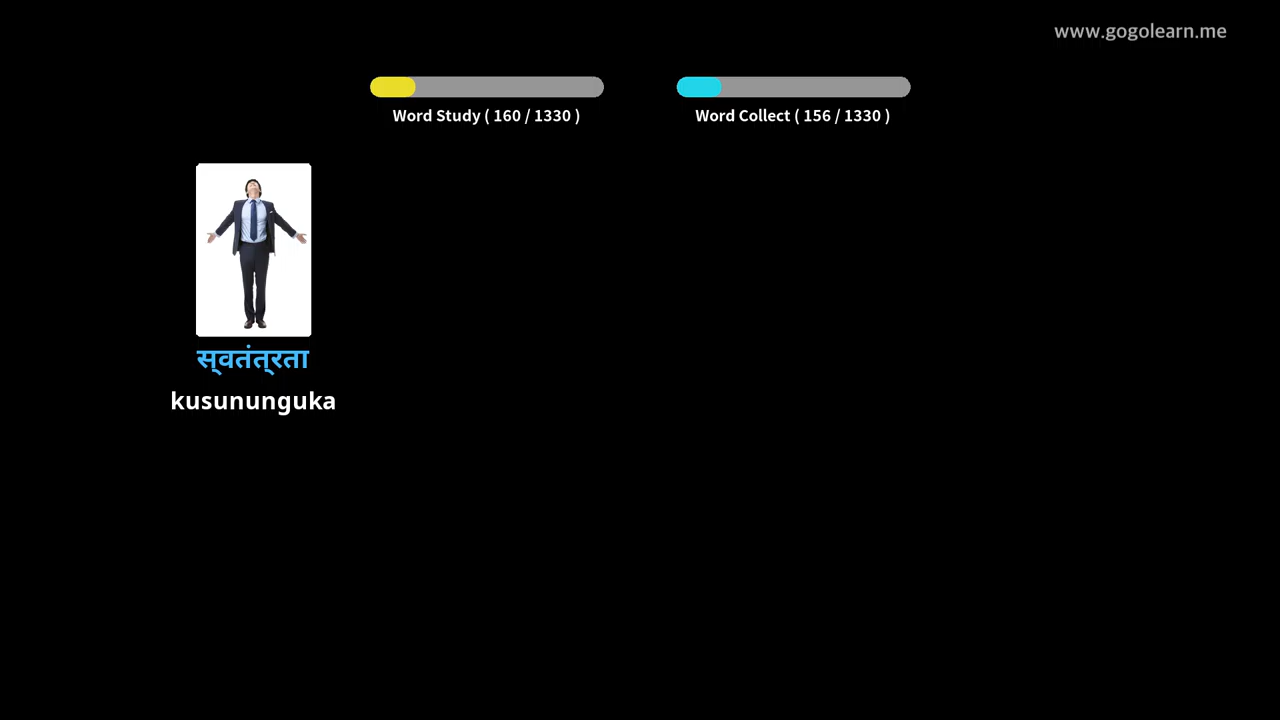 www.gogolearn.me
Word Study ( 160 / 1330 )
Word Collect ( 156 / 1330 )
स्वतंत्रता
kusununguka